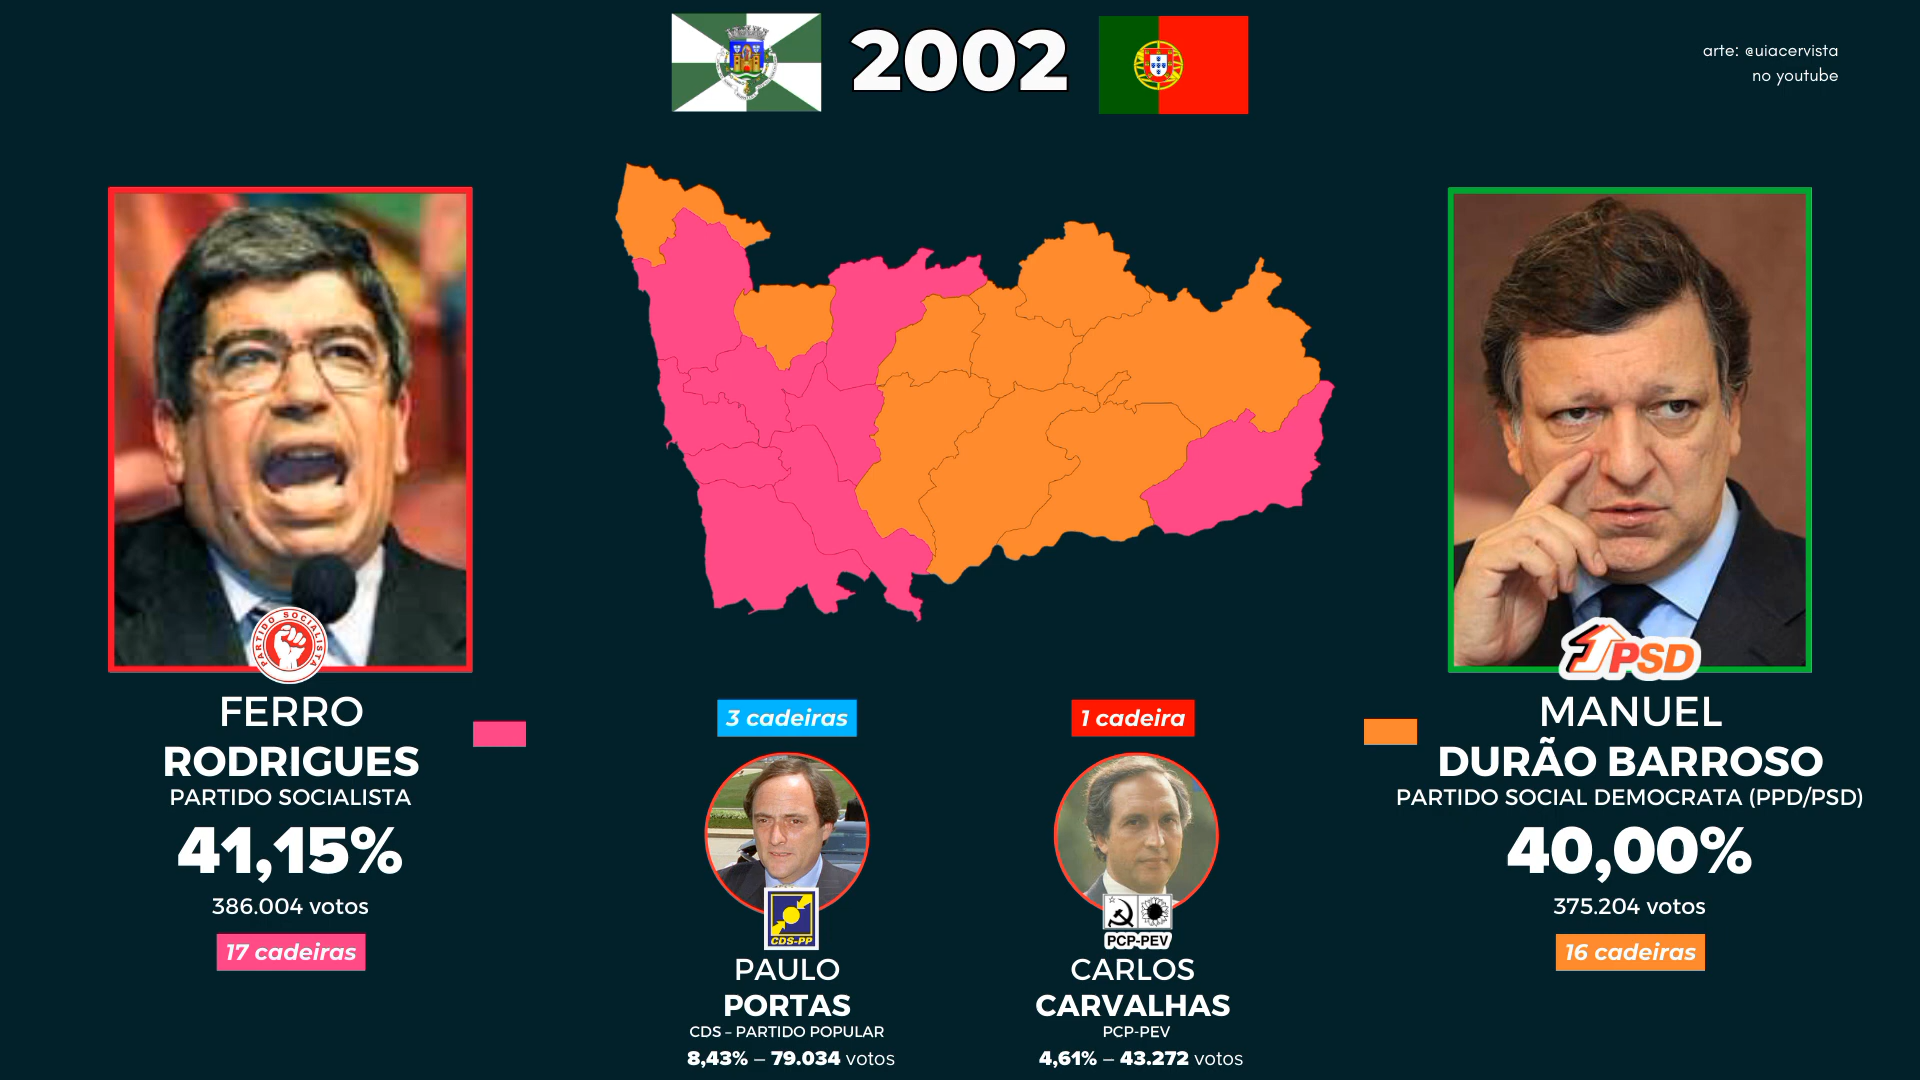 2002
arte: @uiacervista
no youtube
PARTIDO SOCIALISTA
FERRO
RODRIGUES
PARTIDO SOCIALISTA
41,15%
386.004 votos
17 cadeiras
3 cadeiras
CDS-PP
PAULO
PORTAS
CDS – PARTIDO POPULAR
8,43% – 79.034 votos
1 cadeira
PCP-PEV
CARLOS
CARVALHAS
PCP-PEV
4,61% – 43.272 votos
PSD
MANUEL
DURÃO BARROSO
PARTIDO SOCIAL DEMOCRATA (PPD/PSD)
40,00%
375.204 votos
16 cadeiras